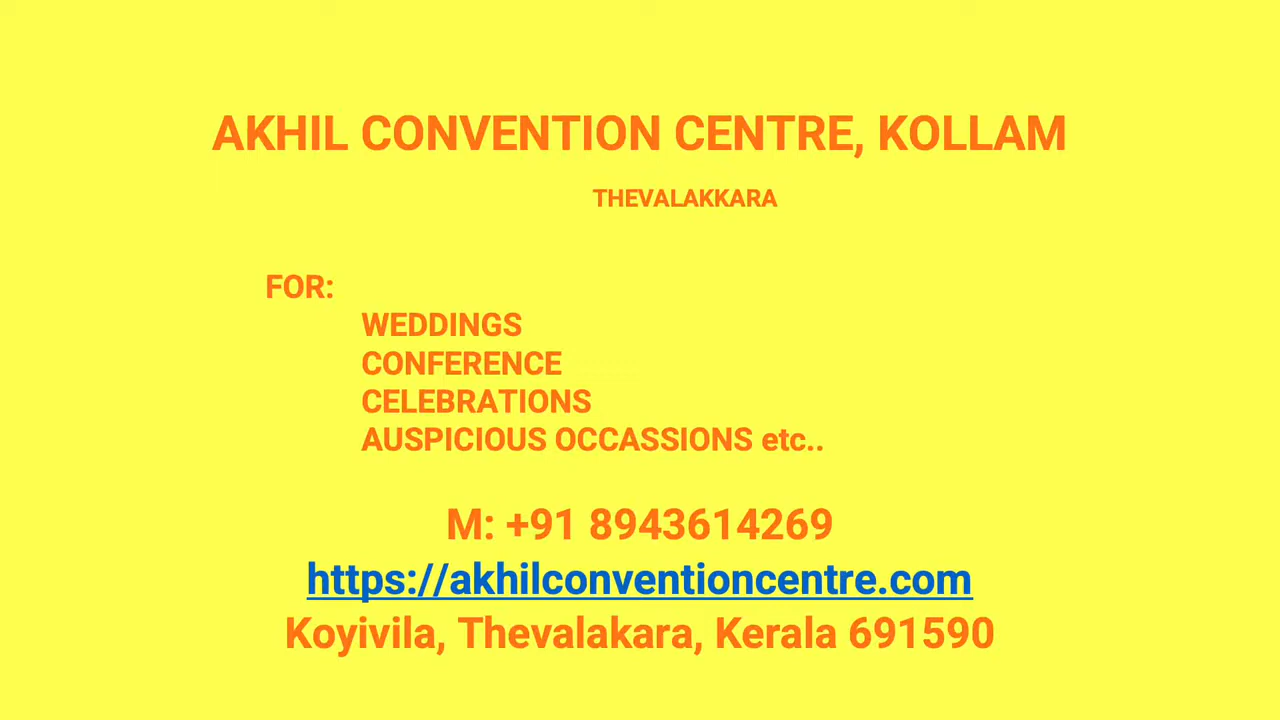 AKHIL CONVENTION CENTRE, KOLLAM
THEVALAKKARA
FOR:
WEDDINGS
CONFERENCE
CELEBRATIONS
AUSPICIOUS OCCASSIONS etc..
M: +91 8943614269
https://akhilconventioncentre.com
Koyivila, Thevalakara, Kerala 691590